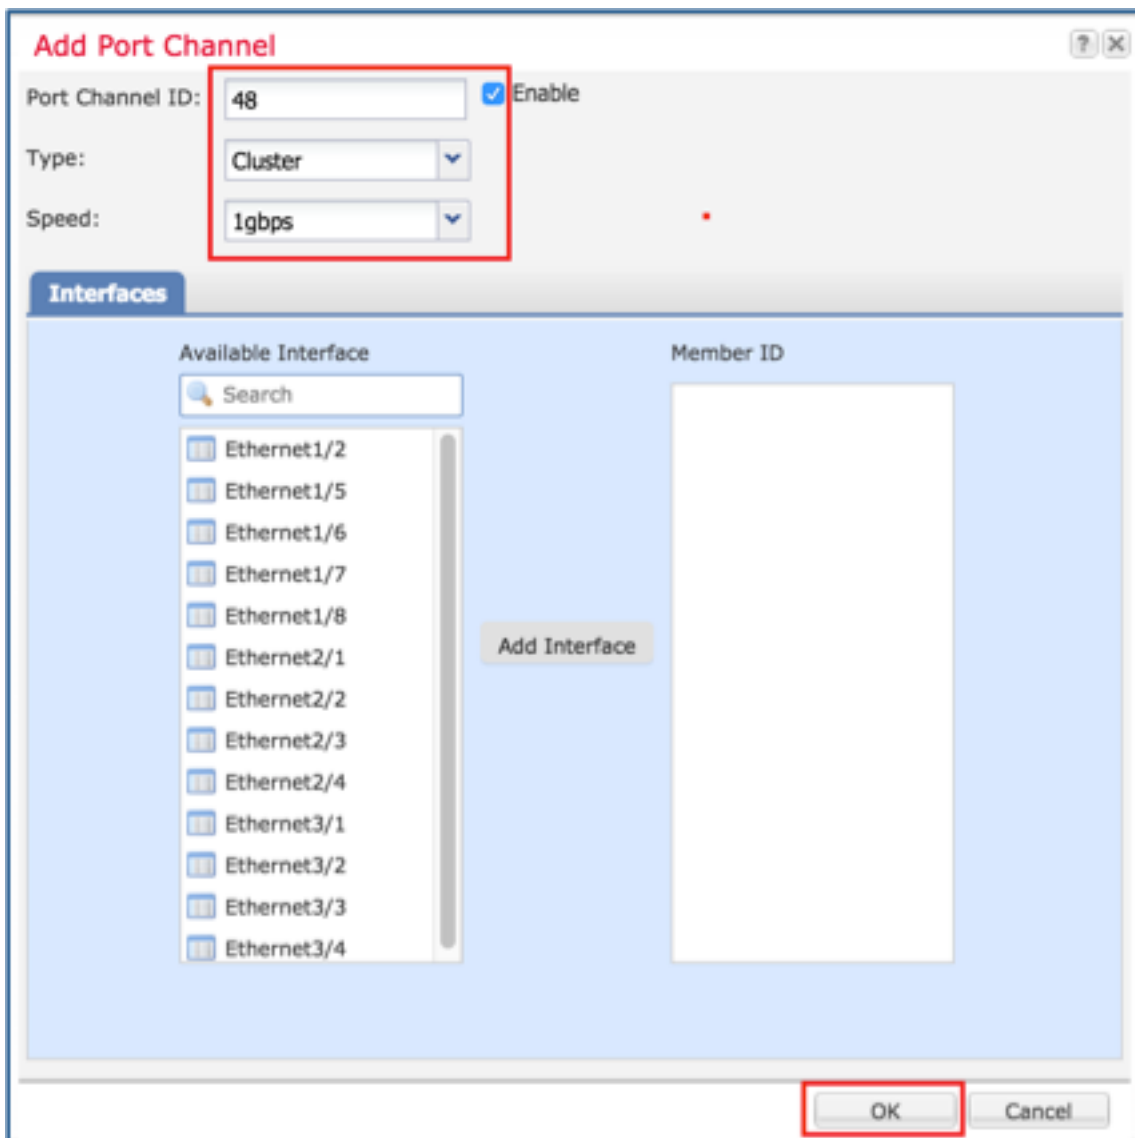 Add Port Channel
Port Channel ID: 48 Enable
Type: Cluster
Speed: 1gbps
Interfaces
Available Interface
Search
Ethernet1/2
Ethernet1/5
Ethernet1/6
Ethernet1/7
Ethernet1/8
Ethernet2/1
Ethernet2/2
Ethernet2/3
Ethernet2/4
Ethernet3/1
Ethernet3/2
Ethernet3/3
Ethernet3/4
Add Interface
Member ID
OK Cancel